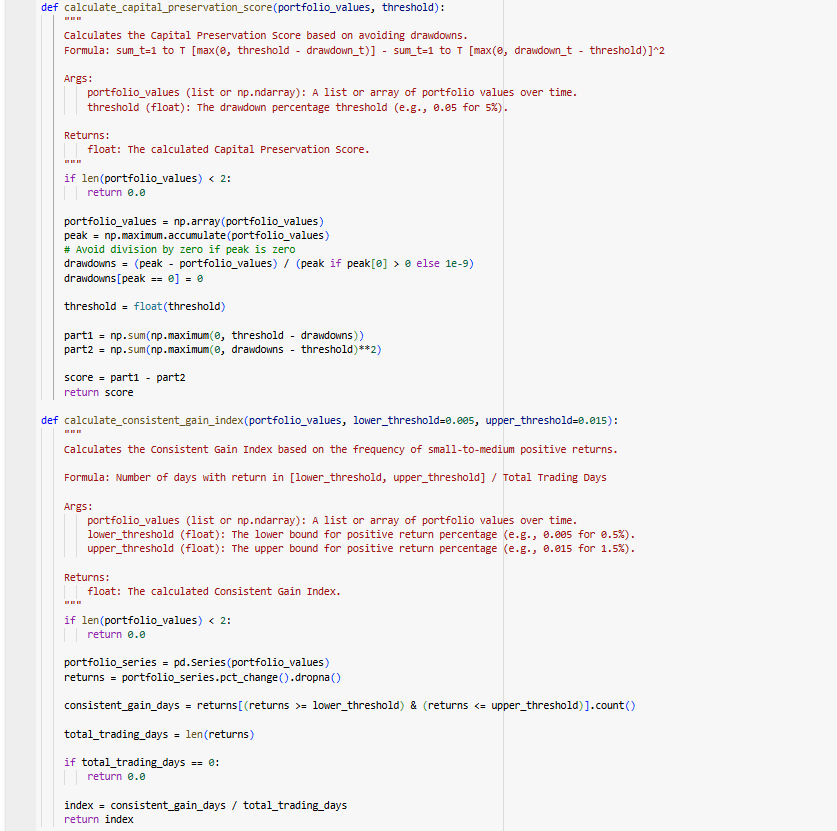 def calculate_capital_preservation_score(portfolio_values, threshold):
"""
Calculates the Capital Preservation Score based on avoiding drawdowns.
Formula: sum_t=1 to T [max(0, threshold - drawdown_t)] - sum_t=1 to T [max(0, drawdown_t - threshold)]^2
Args:
portfolio_values (list or np.ndarray): A list or array of portfolio values over time.
threshold (float): The drawdown percentage threshold (e.g., 0.05 for 5%).
Returns:
float: The calculated Capital Preservation Score.
"""
if len(portfolio_values) < 2:
return 0.0
portfolio_values = np.array(portfolio_values)
peak = np.maximum.accumulate(portfolio_values)
# Avoid division by zero if peak is zero
drawdowns = (peak - portfolio_values) / (peak if peak[0] > 0 else 1e-9)
drawdowns[peak == 0] = 0
threshold = float(threshold)
part1 = np.sum(np.maximum(0, threshold - drawdowns))
part2 = np.sum(np.maximum(0, drawdowns - threshold)**2)
score = part1 - part2
return score
def calculate_consistent_gain_index(portfolio_values, lower_threshold=0.005, upper_threshold=0.015):
"""
Calculates the Consistent Gain Index based on the frequency of small-to-medium positive returns.
Formula: Number of days with return in [lower_threshold, upper_threshold] / Total Trading Days
Args:
portfolio_values (list or np.ndarray): A list or array of portfolio values over time.
lower_threshold (float): The lower bound for positive return percentage (e.g., 0.005 for 0.5%).
upper_threshold (float): The upper bound for positive return percentage (e.g., 0.015 for 1.5%).
Returns:
float: The calculated Consistent Gain Index.
"""
if len(portfolio_values) < 2:
return 0.0
portfolio_series = pd.Series(portfolio_values)
returns = portfolio_series.pct_change().dropna()
consistent_gain_days = returns[(returns >= lower_threshold) & (returns <= upper_threshold)].count()
total_trading_days = len(returns)
if total_trading_days == 0:
return 0.0
index = consistent_gain_days / total_trading_days
return index